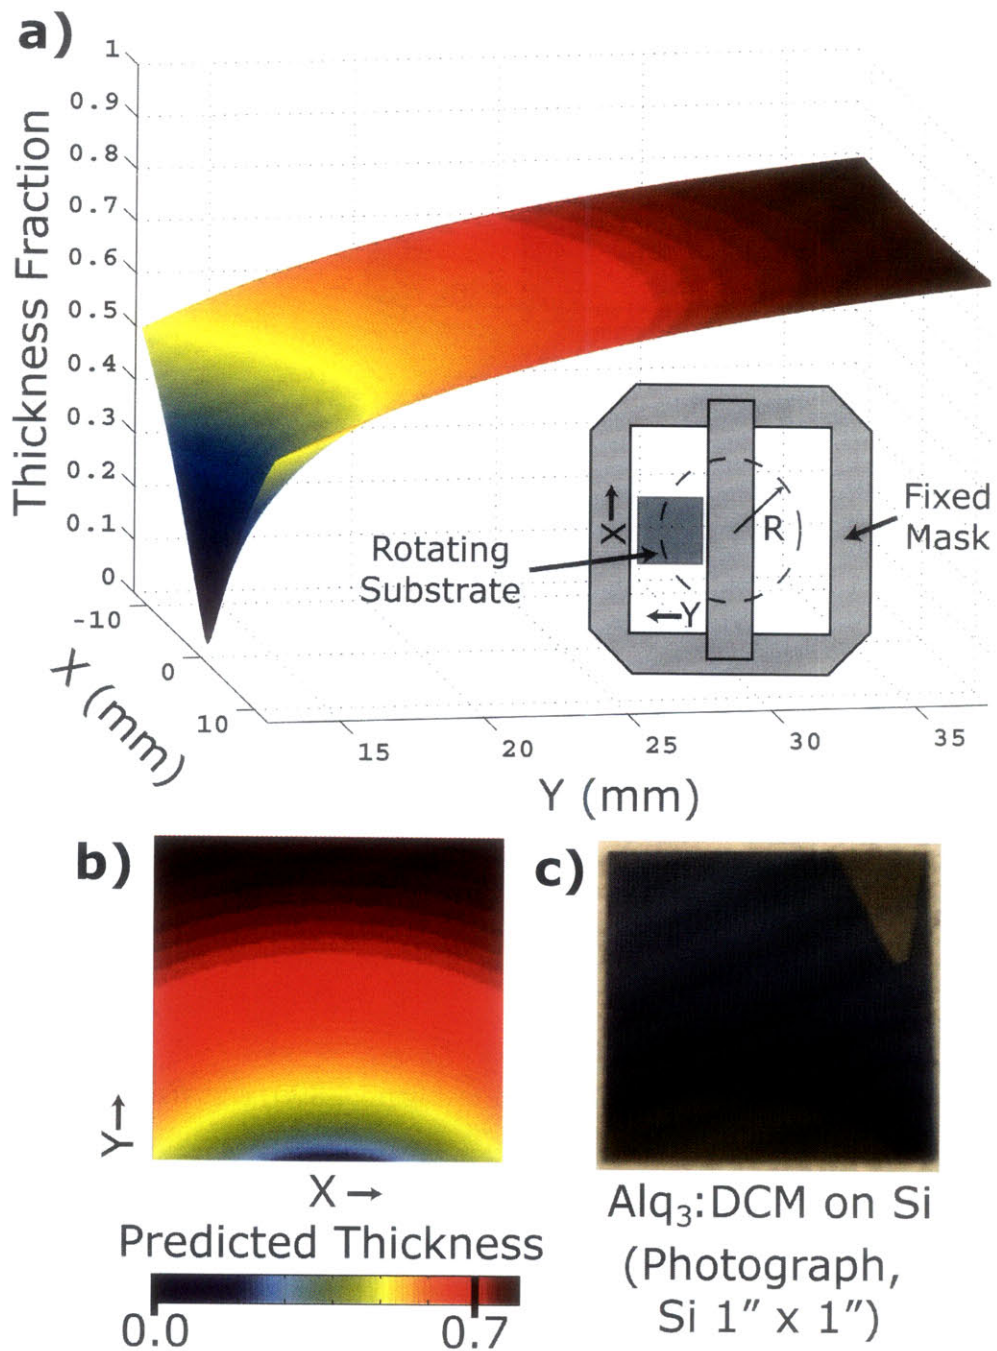 a)
1
0.9
0.8
0.7
0.6
0.5
0.4
0.3
0.2
0.1
0
Thickness Fraction
-10
0
10
X (mm)
15
20
25
30
35
Y (mm)
X
Y
R
Rotating
Substrate
Fixed
Mask
b)
Y
X
Predicted Thickness
0.0
0.7
c)
Alq₃:DCM on Si
(Photograph,
Si 1″ x 1″)